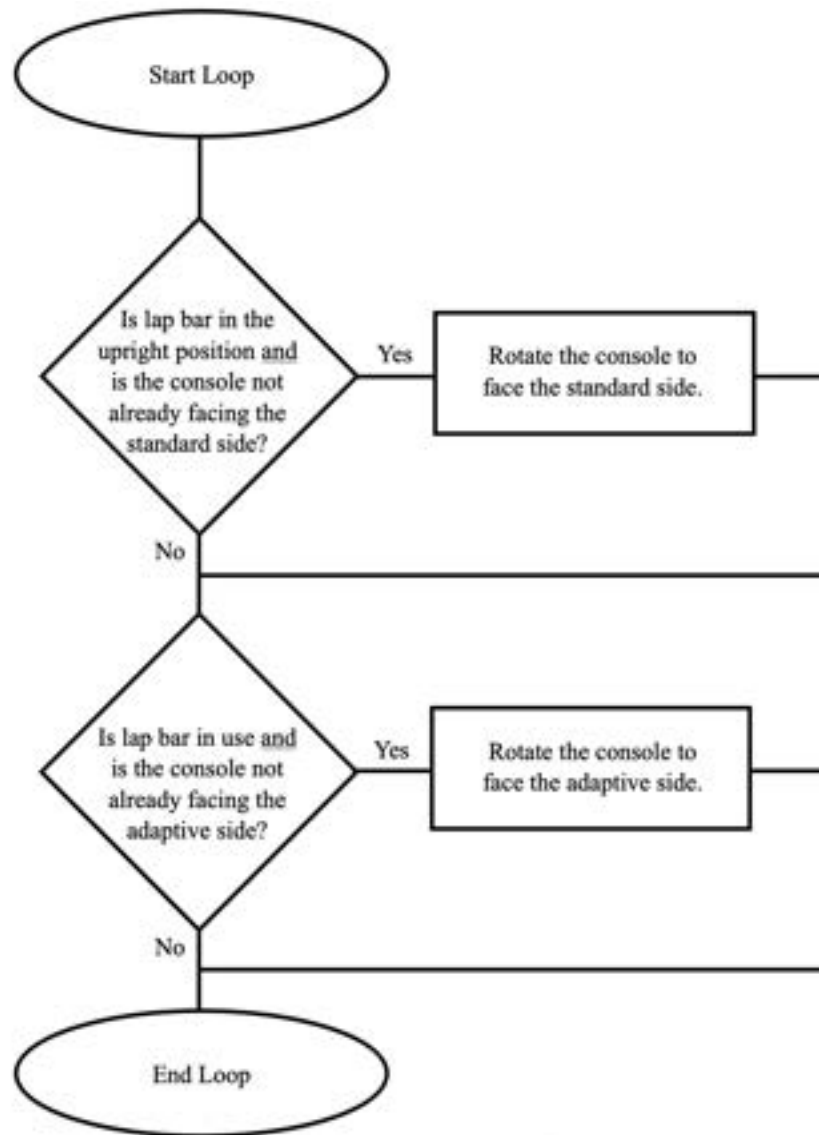 Start Loop
Is lap bar in the
upright position and
is the console not
already facing the
standard side?
Yes
Rotate the console to
face the standard side.
No
Is lap bar in use and
is the console not
already facing the
adaptive side?
Yes
Rotate the console to
face the adaptive side.
No
End Loop